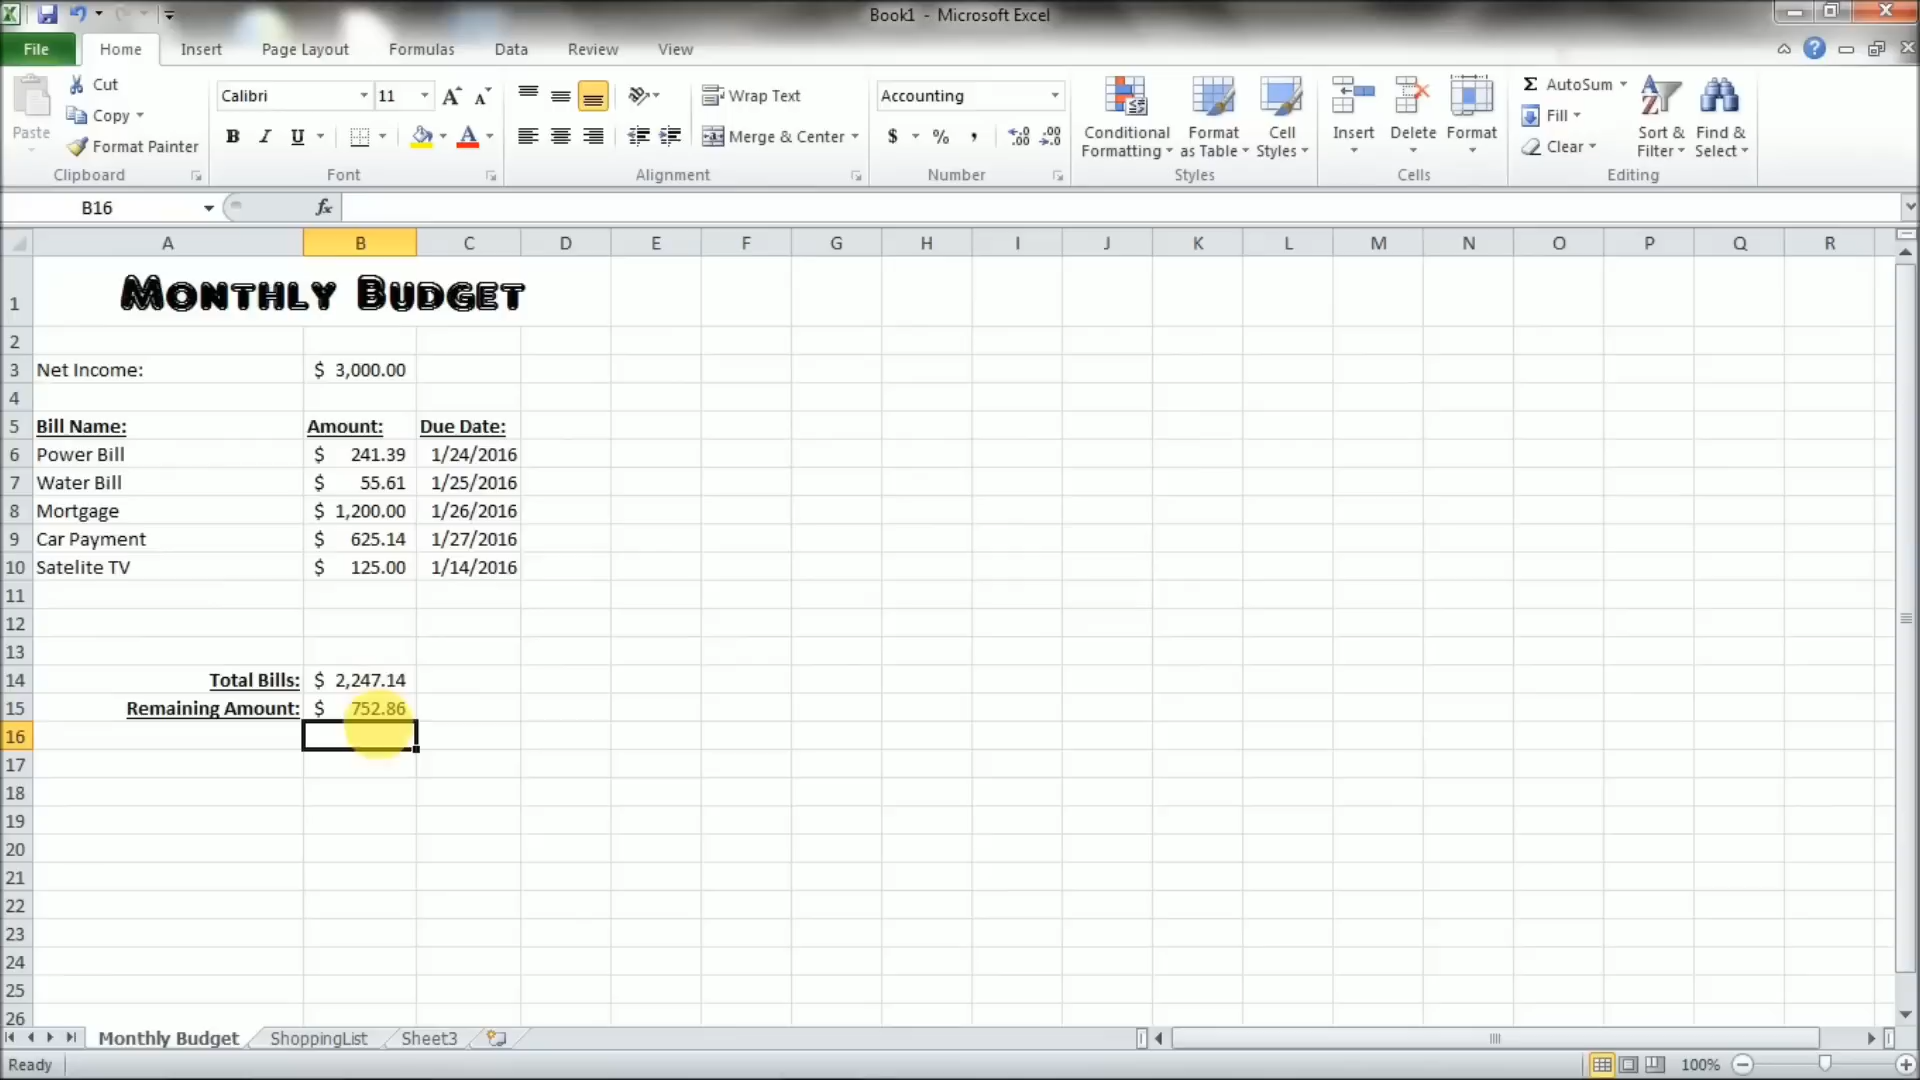 Book1 - Microsoft Excel
File Home Insert Page Layout Formulas Data Review View
Paste
Cut
Copy
Format Painter
Clipboard
Calibri 11
B I U
Font
Wrap Text
Merge & Center
Alignment
Accounting
$ % ,
Number
Conditional Formatting
Format as Table
Cell Styles
Styles
Insert Delete Format
Cells
AutoSum
Fill
Clear
Sort & Filter
Find & Select
Editing
B16 fx
A B C D E F G H I J K L M N O P Q R
1 Monthly Budget
2
3 Net Income: $ 3,000.00
4
5 Bill Name: Amount: Due Date:
6 Power Bill $ 241.39 1/24/2016
7 Water Bill $ 55.61 1/25/2016
8 Mortgage $ 1,200.00 1/26/2016
9 Car Payment $ 625.14 1/27/2016
10 Satelite TV $ 125.00 1/14/2016
11
12
13
14 Total Bills: $ 2,247.14
15 Remaining Amount: $ 752.86
16
17
18
19
20
21
22
23
24
25
26
Monthly Budget ShoppingList Sheet3
Ready 100%